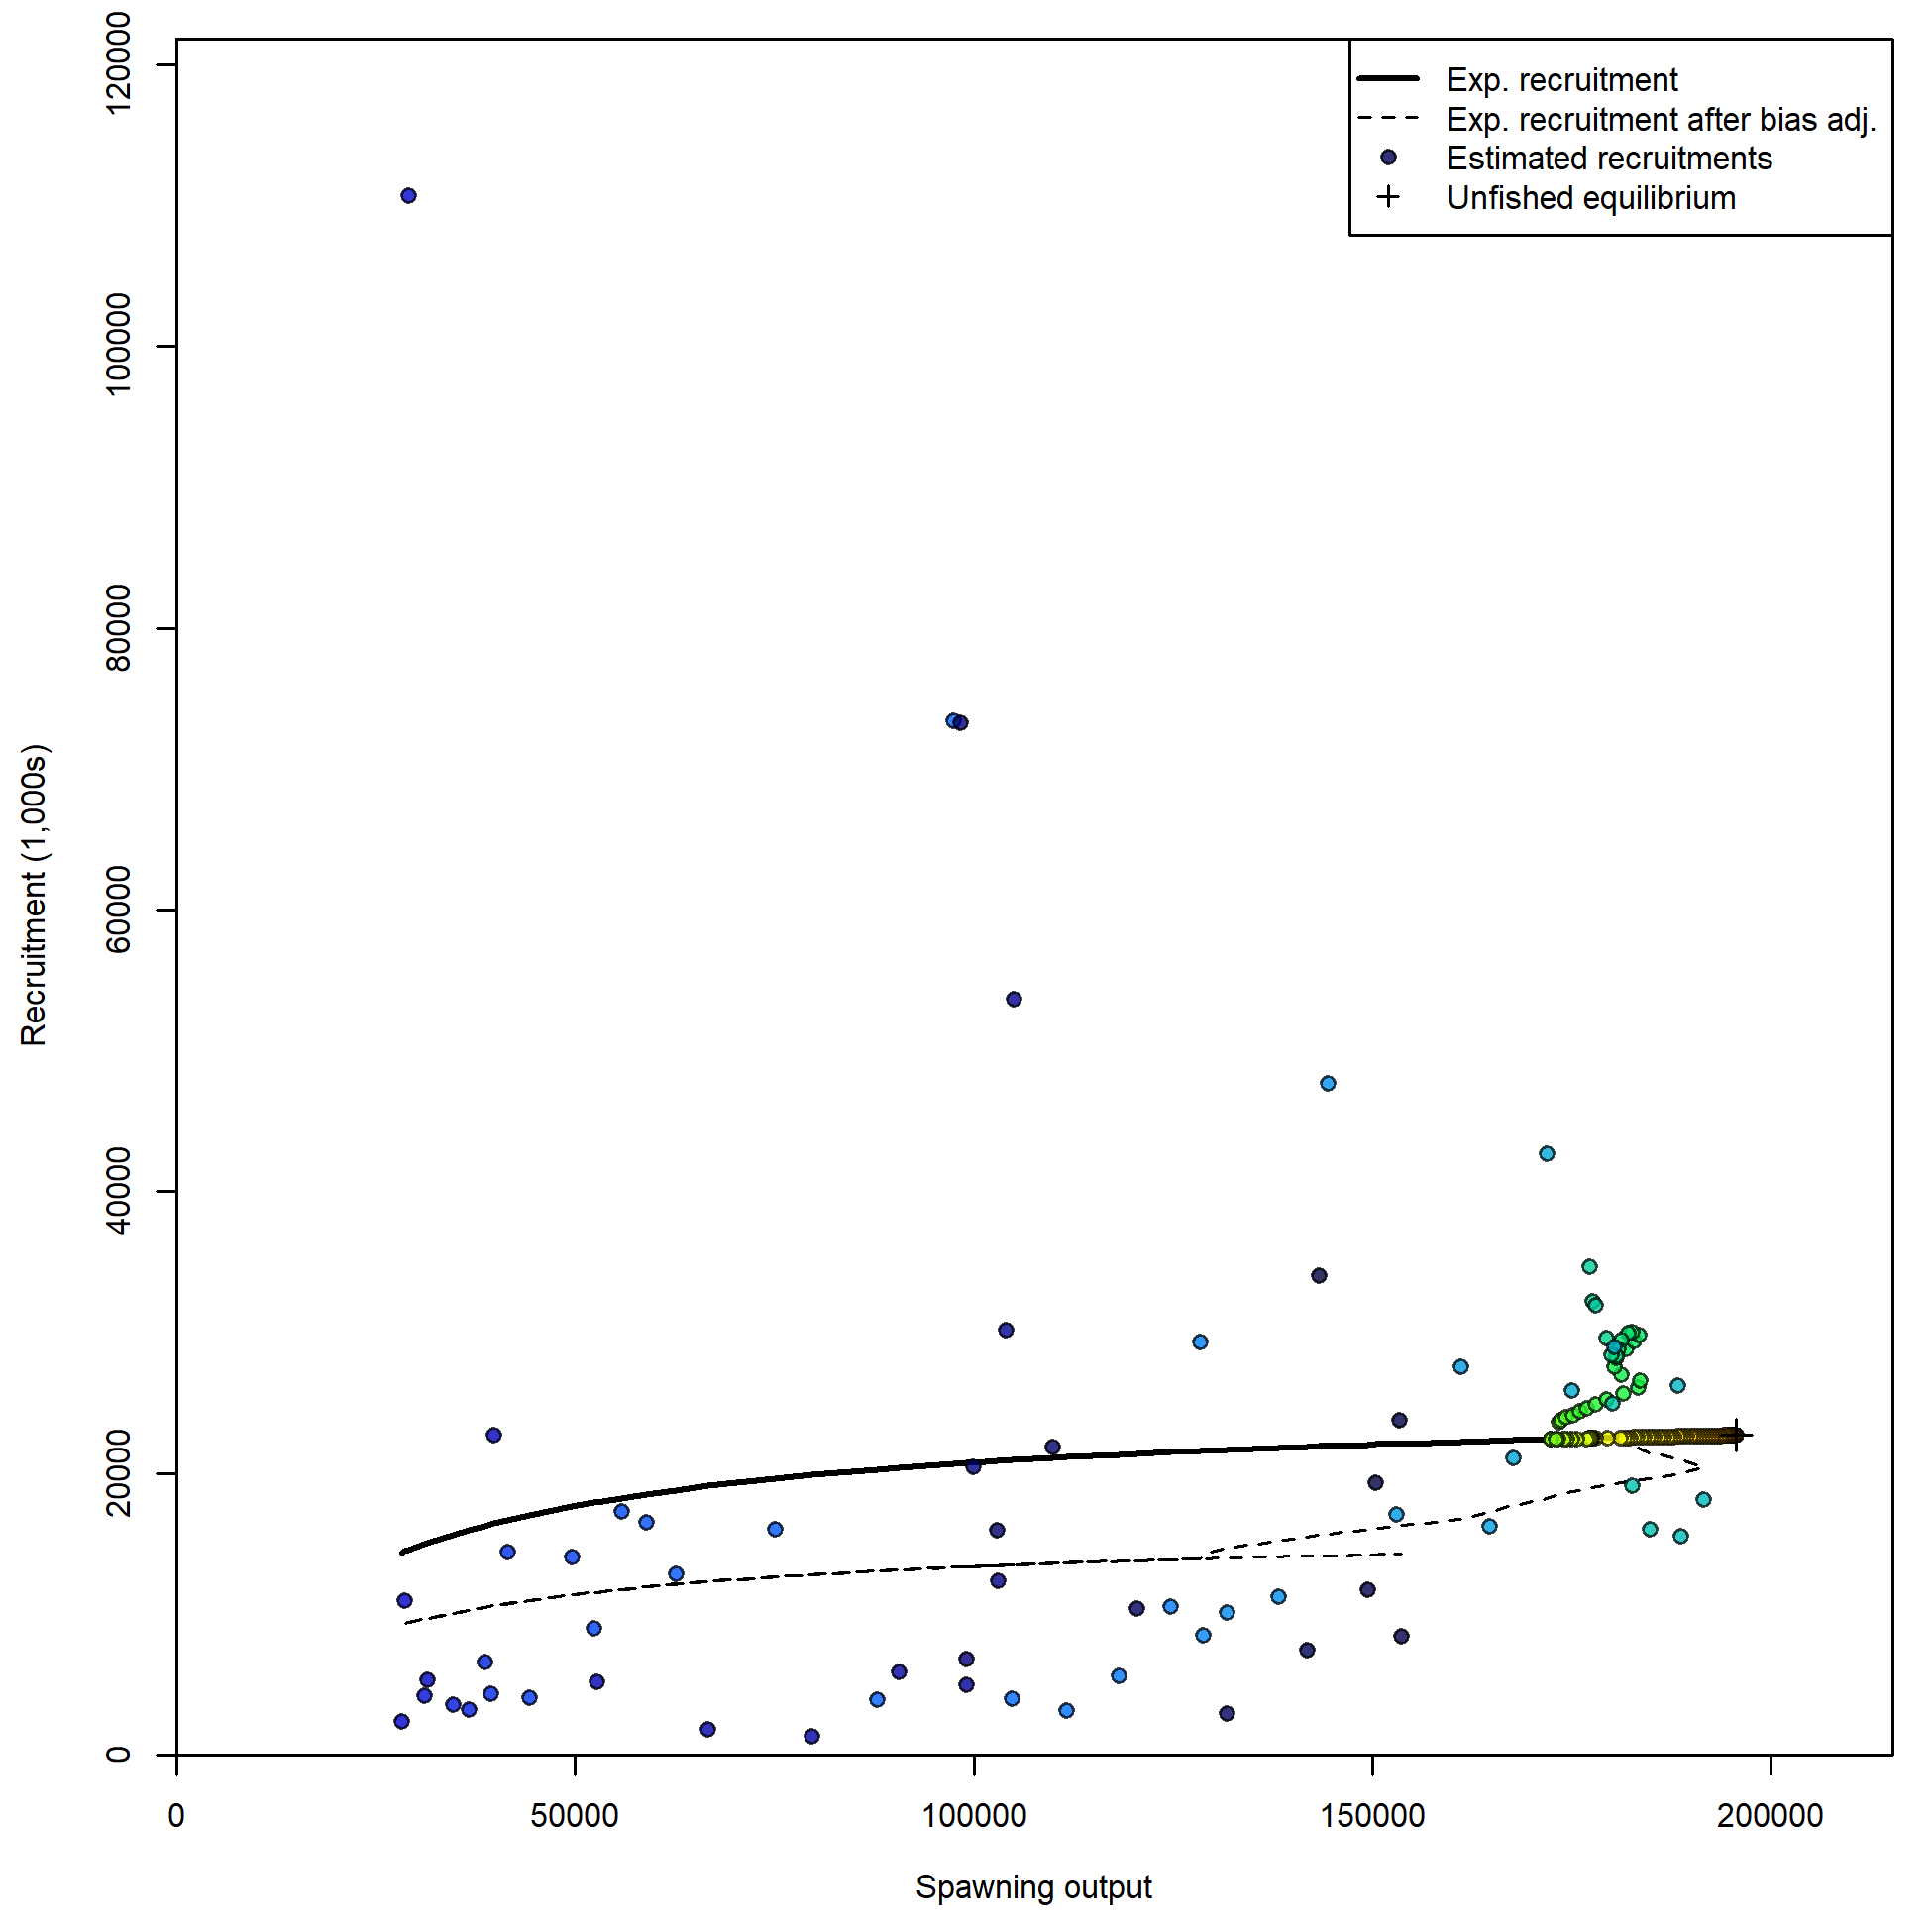 Exp. recruitment
Exp. recruitment after bias adj.
Estimated recruitments
Unfished equilibrium
120000
100000
80000
60000
40000
20000
0
Recruitment (1,000s)
0 50000 100000 150000 200000
Spawning output